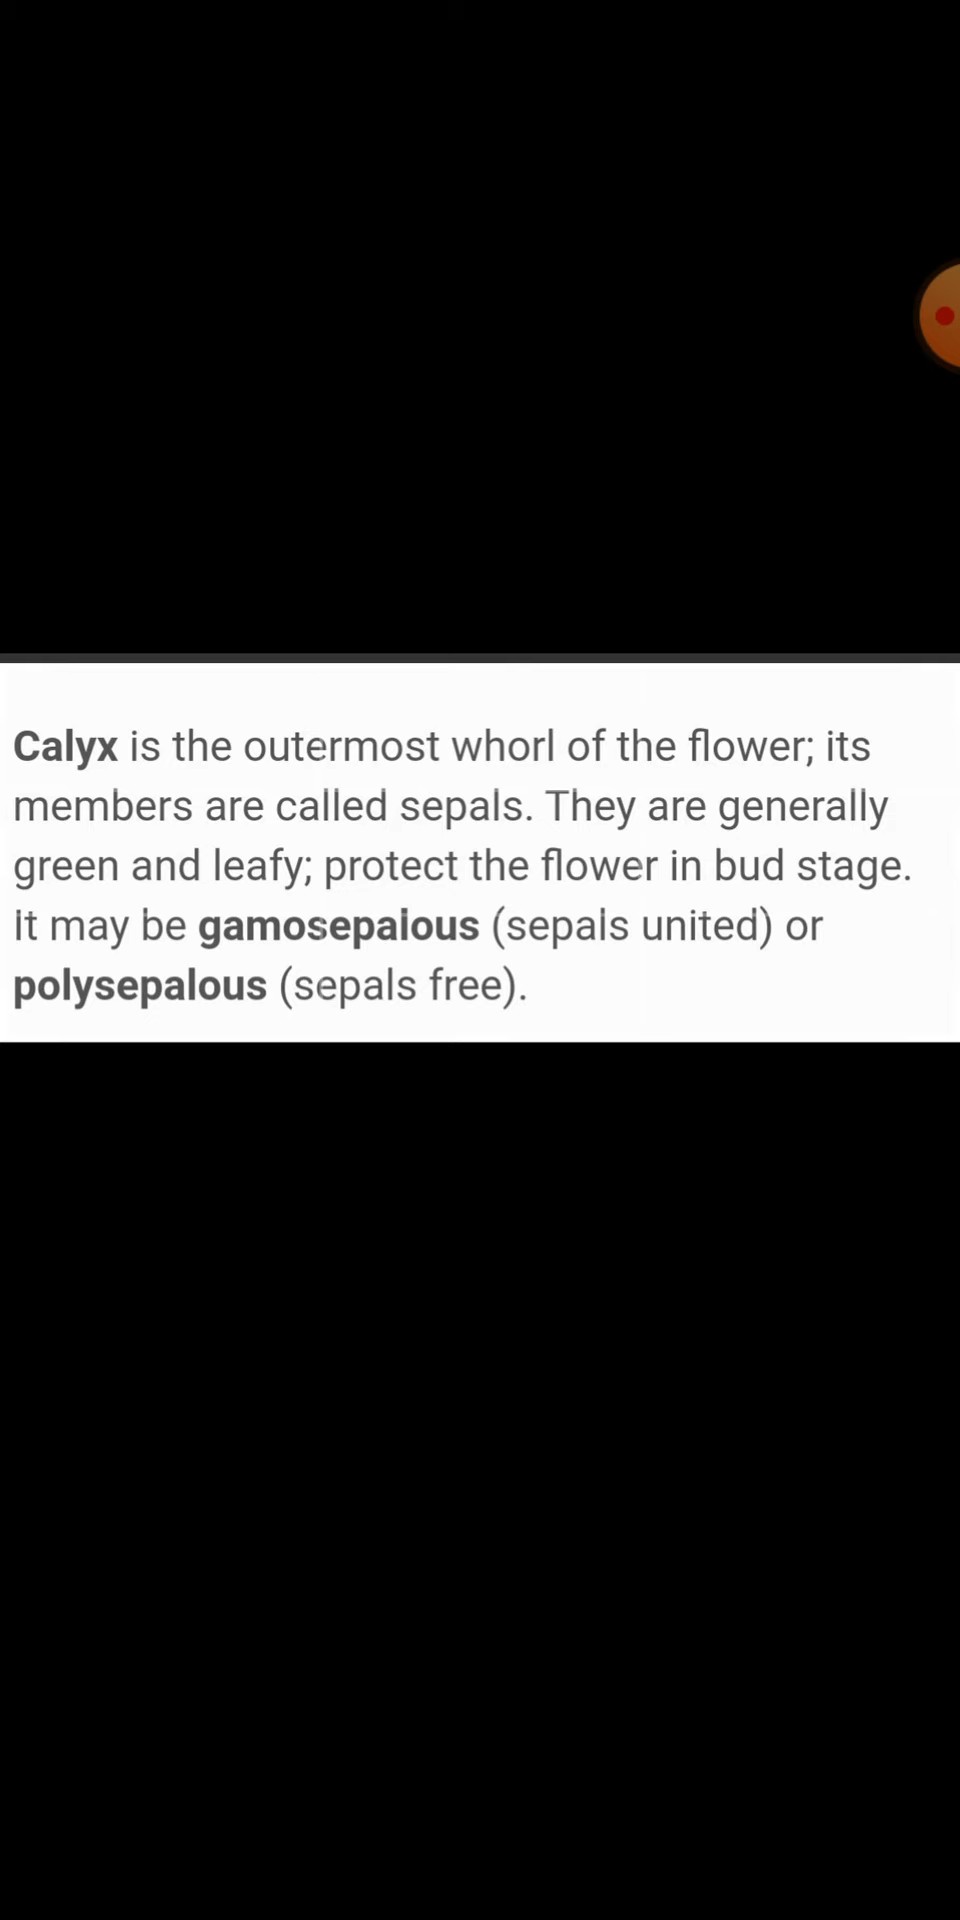 Calyx is the outermost whorl of the flower; its
members are called sepals. They are generally
green and leafy; protect the flower in bud stage.
It may be gamosepalous (sepals united) or
polysepalous (sepals free).